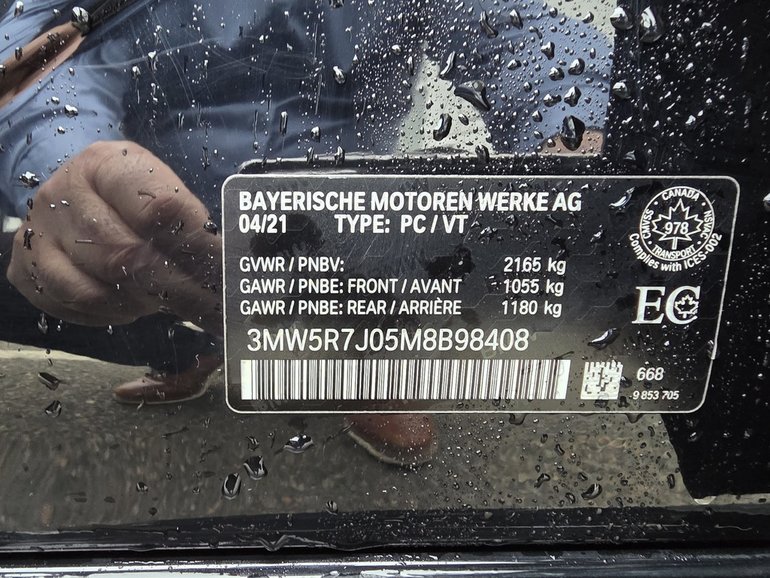 BAYERISCHE MOTOREN WERKE AG
04/21 TYPE: PC / VT
GVWR / PNBV: 2165 kg
GAWR / PNBE: FRONT / AVANT 1055 kg
GAWR / PNBE: REAR / ARRIÈRE 1180 kg
3MW5R7J05M8B98408
CANADA
CMVSS 978 NSVAC
TRANSPORT
Complies with ICES-002
EC
668
9 853 705